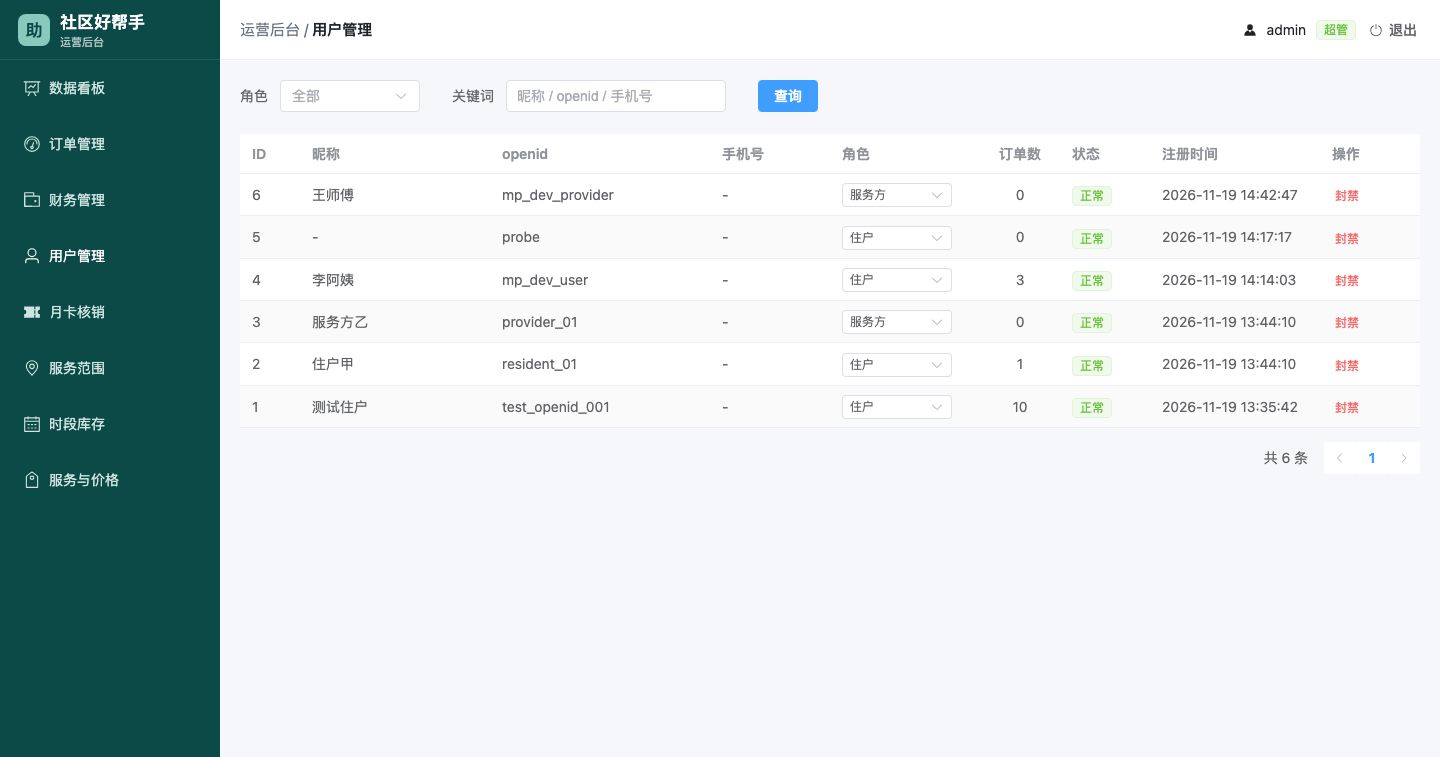 助 社区好帮手
运营后台
数据看板
订单管理
财务管理
用户管理
月卡核销
服务范围
时段库存
服务与价格
运营后台 / 用户管理 admin 超管 退出
角色 全部 关键词 昵称 / openid / 手机号 查询
ID 昵称 openid 手机号 角色 订单数 状态 注册时间 操作
6 王师傅 mp_dev_provider - 服务方 0 正常 2026-11-19 14:42:47 封禁
5 - probe - 住户 0 正常 2026-11-19 14:17:17 封禁
4 李阿姨 mp_dev_user - 住户 3 正常 2026-11-19 14:14:03 封禁
3 服务方乙 provider_01 - 服务方 0 正常 2026-11-19 13:44:10 封禁
2 住户甲 resident_01 - 住户 1 正常 2026-11-19 13:44:10 封禁
1 测试住户 test_openid_001 - 住户 10 正常 2026-11-19 13:35:42 封禁
共 6 条 1